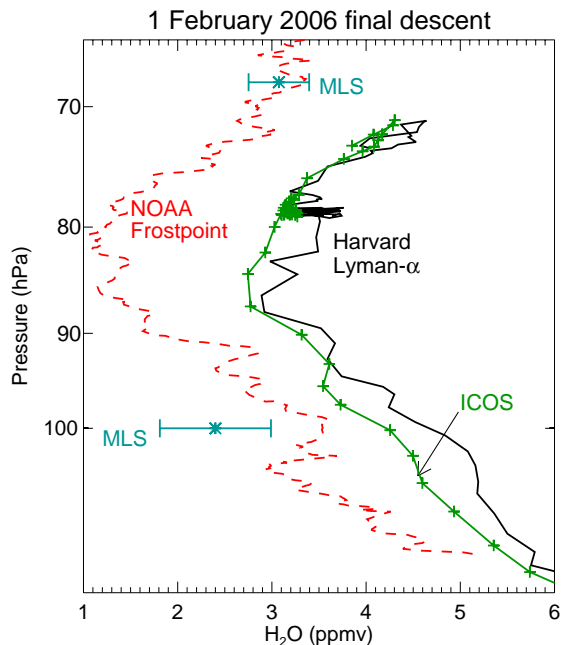 1 February 2006 final descent
MLS
70
NOAA
Frostpoint
80
Harvard
Lyman-α
Pressure (hPa)
90
ICOS
100
MLS
1 2 3 4 5 6
H₂O (ppmv)